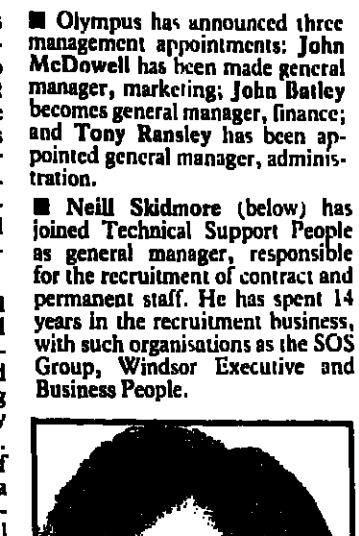 ■ Olympus has announced three
management appointments: John
McDowell has been made general
manager, marketing; John Batley
becomes general manager, finance;
and Tony Ransley has been ap-
pointed general manager, adminis-
tration.
■ Neill Skidmore (below) has
joined Technical Support People
as general manager, responsible
for the recruitment of contract and
permanent staff. He has spent 14
years in the recruitment business,
with such organisations as the SOS
Group, Windsor Executive and
Business People.